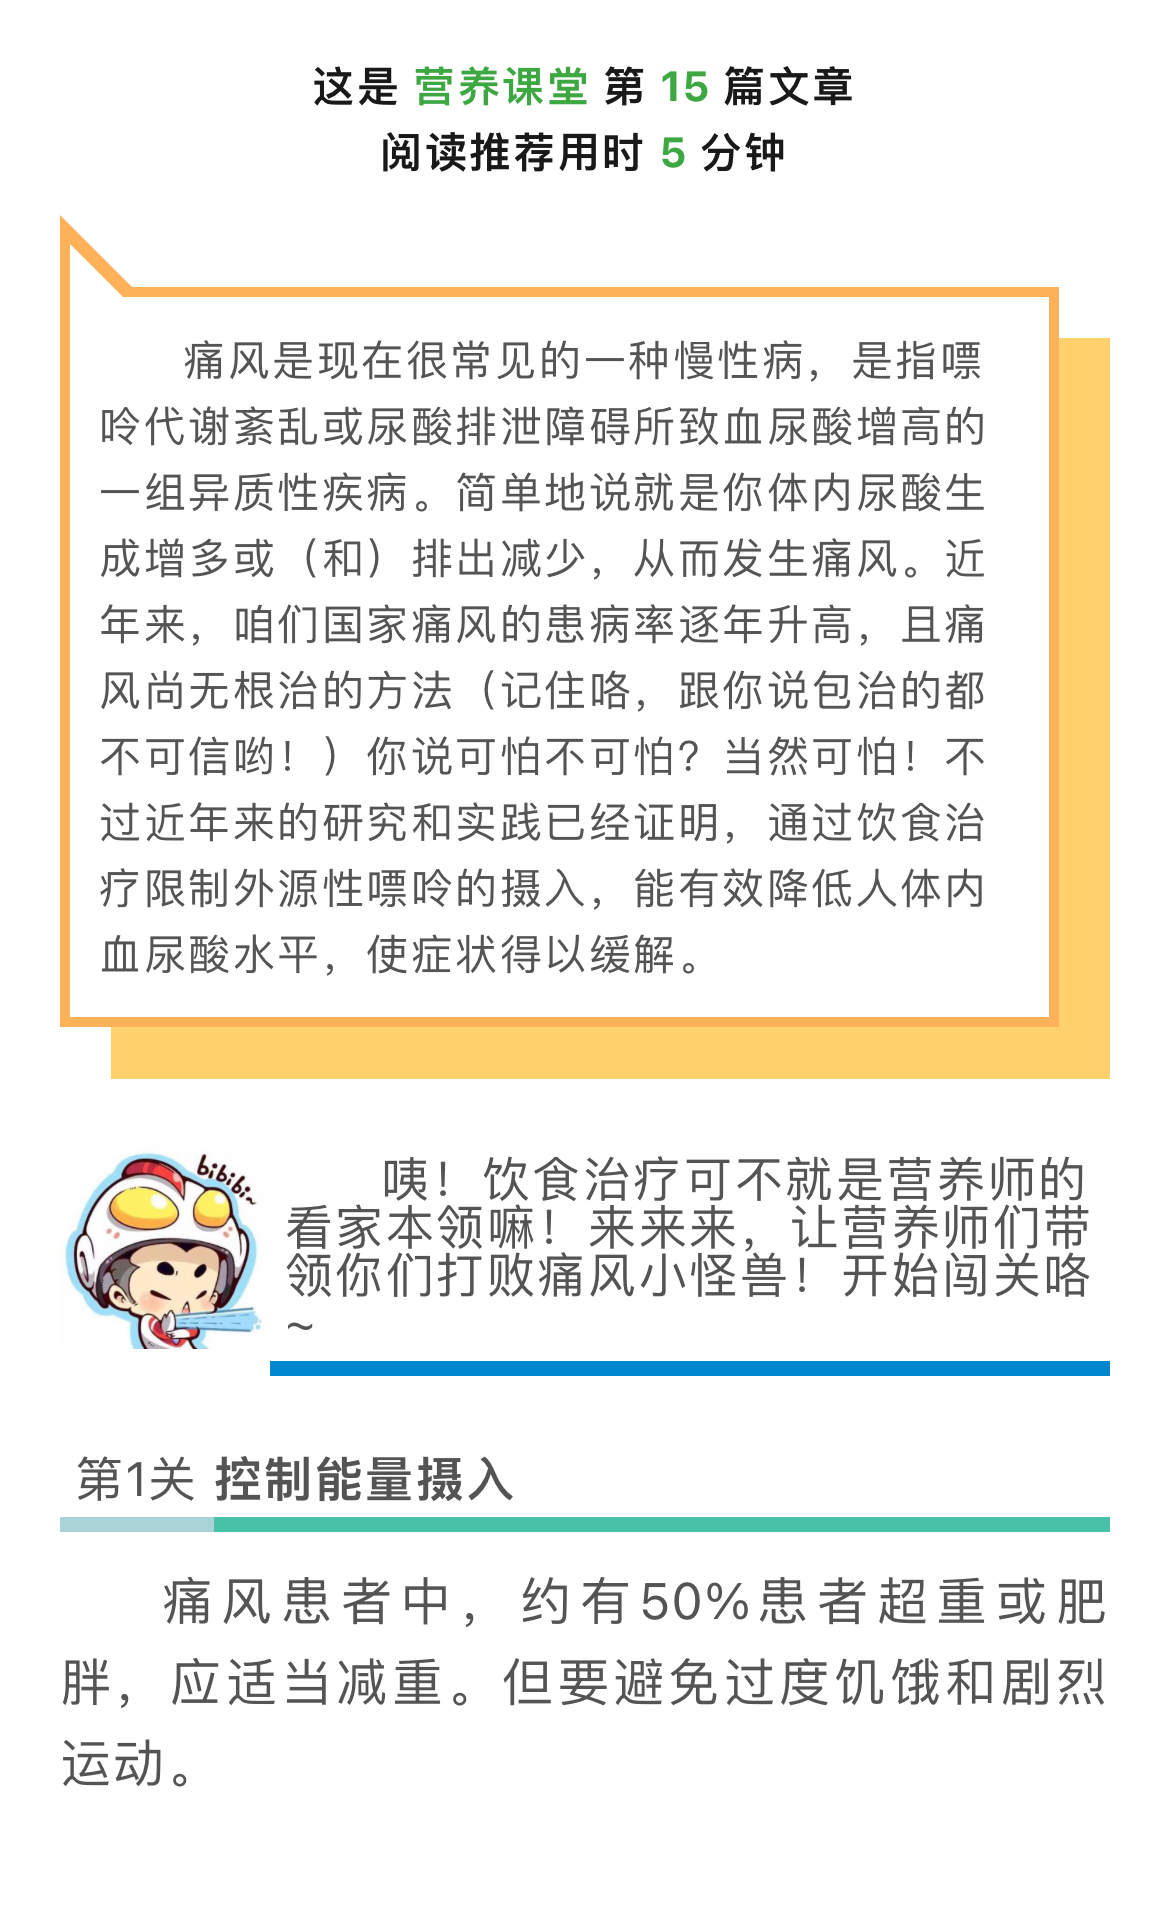 这是 营养课堂 第 15 篇文章
阅读推荐用时 5 分钟
痛风是现在很常见的一种慢性病，是指嘌
呤代谢紊乱或尿酸排泄障碍所致血尿酸增高的
一组异质性疾病。简单地说就是你体内尿酸生
成增多或（和）排出减少，从而发生痛风。近
年来，咱们国家痛风的患病率逐年升高，且痛
风尚无根治的方法（记住咯，跟你说包治的都
不可信哟！）你说可怕不可怕？当然可怕！不
过近年来的研究和实践已经证明，通过饮食治
疗限制外源性嘌呤的摄入，能有效降低人体内
血尿酸水平，使症状得以缓解。
bibibi~
咦！饮食治疗可不就是营养师的
看家本领嘛！来来来，让营养师们带
领你们打败痛风小怪兽！开始闯关咯
~
第1关 控制能量摄入
痛风患者中，约有50%患者超重或肥
胖，应适当减重。但要避免过度饥饿和剧烈
运动。